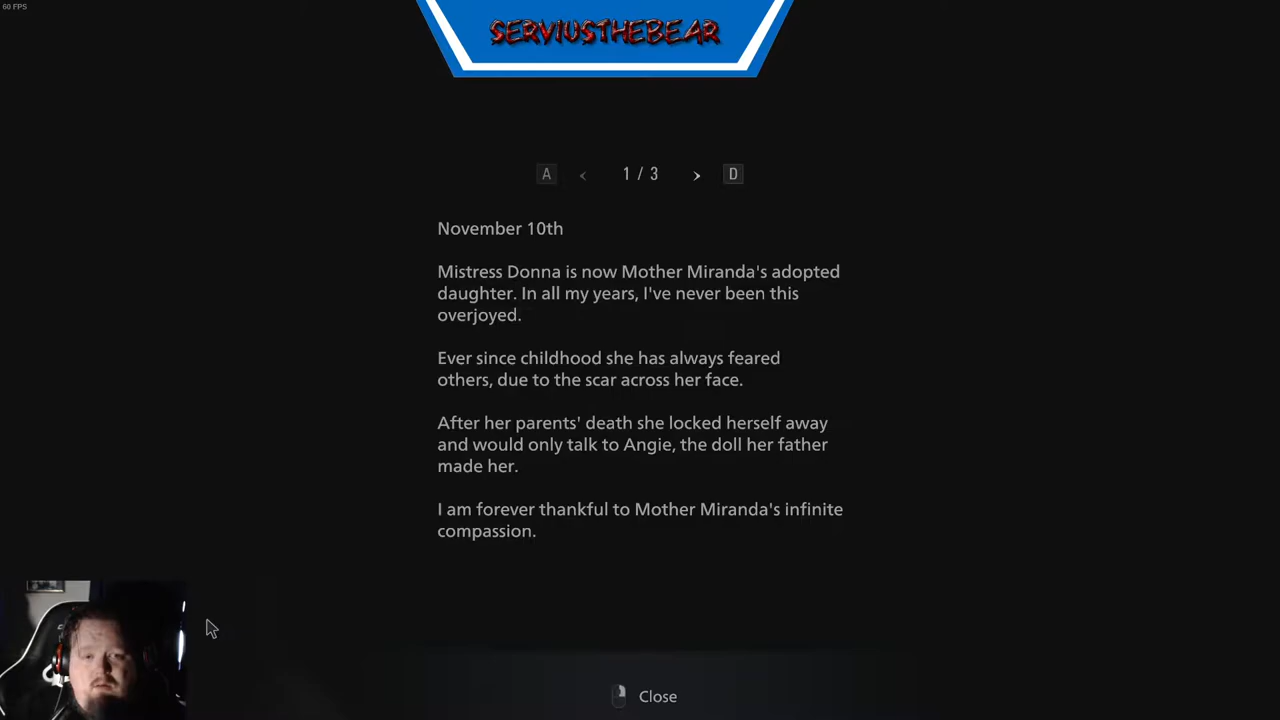 60 FPS
SERVIUSTHEBEAR
A < 1 / 3 > D
November 10th
Mistress Donna is now Mother Miranda's adopted
daughter. In all my years, I've never been this
overjoyed.
Ever since childhood she has always feared
others, due to the scar across her face.
After her parents' death she locked herself away
and would only talk to Angie, the doll her father
made her.
I am forever thankful to Mother Miranda's infinite
compassion.
Close